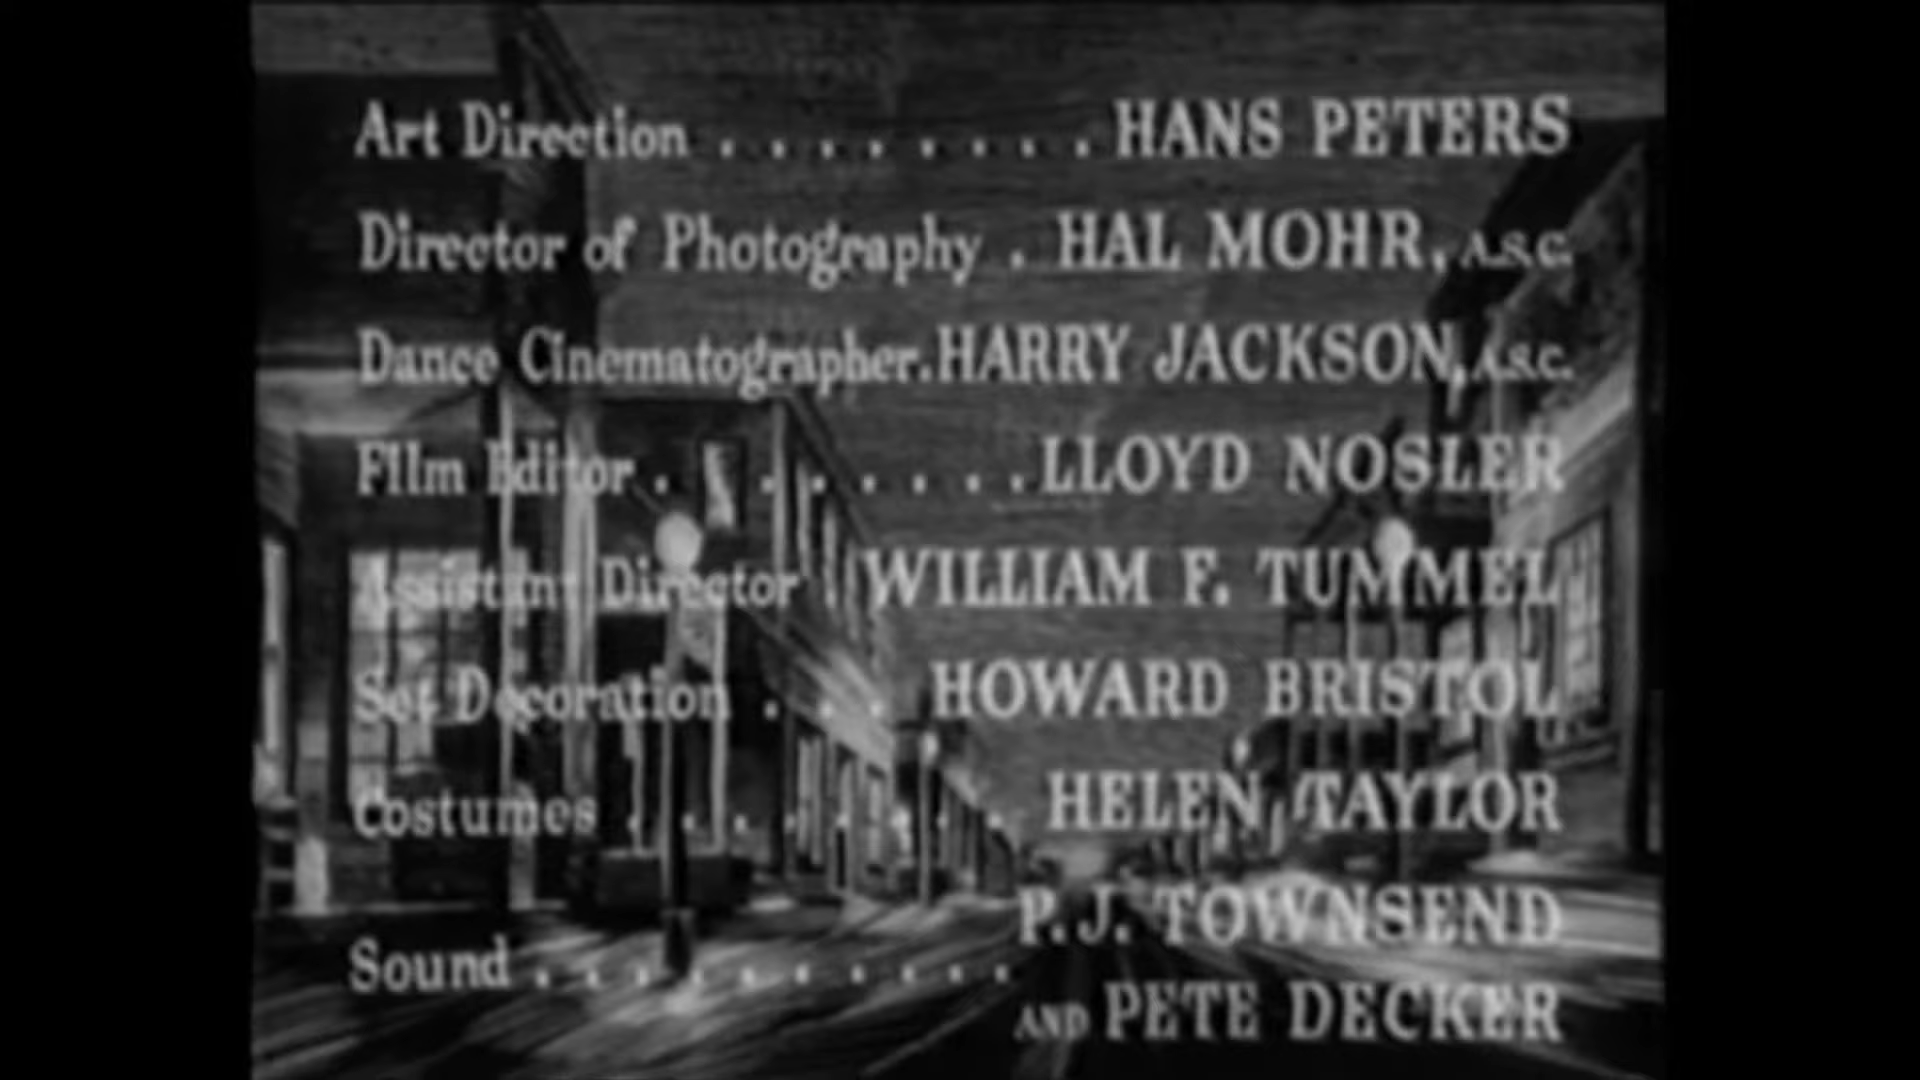 Art Direction . . . . . . . . HANS PETERS
Director of Photography . HAL MOHR, A.S.C.
Dance Cinematographer. HARRY JACKSON, A.S.C.
Film Editor . . . . . . . . LLOYD NOSLER
Assistant Director . WILLIAM F. TUMMEL
Set Decoration . . . HOWARD BRISTOL
Costumes . . . . . . . . HELEN TAYLOR
P. J. TOWNSEND
Sound . . . . . . . . . .
AND PETE DECKER